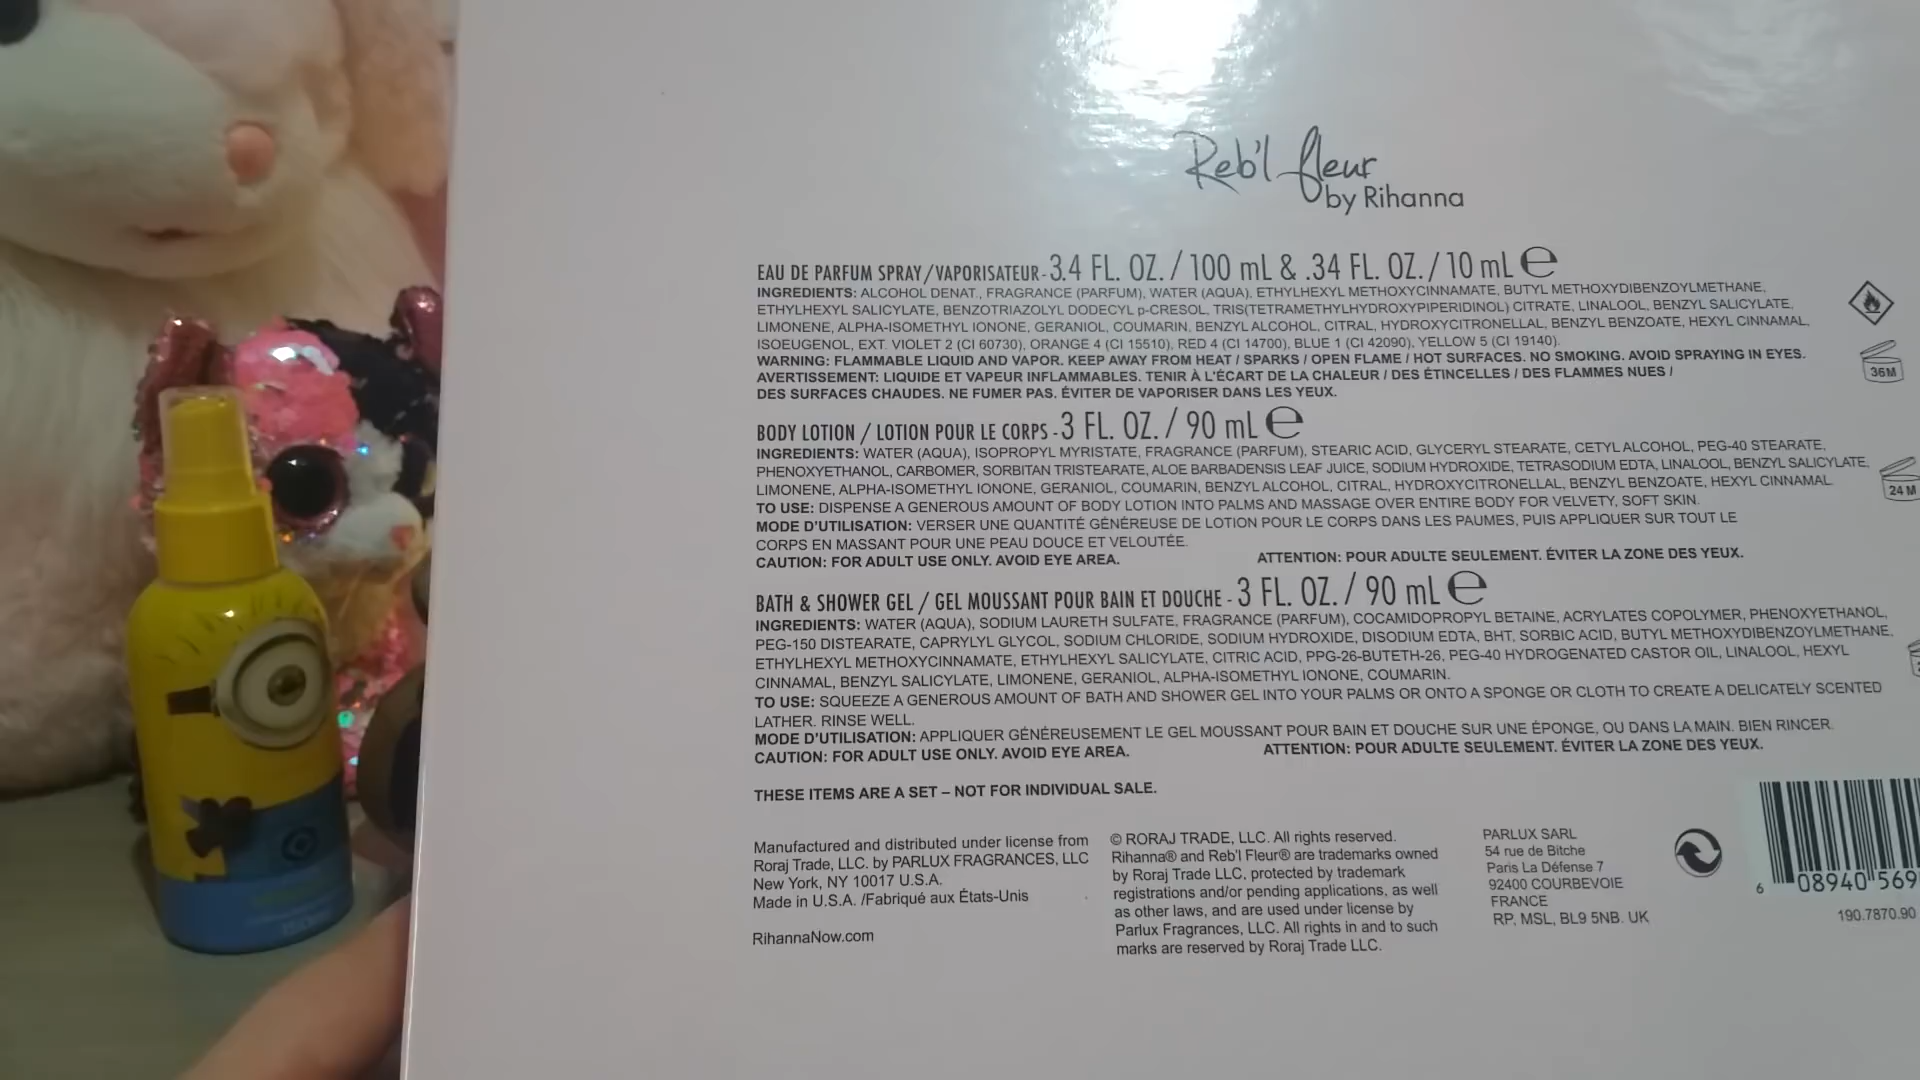 Reb'l fleur
by Rihanna
EAU DE PARFUM SPRAY/VAPORISATEUR-3.4 FL. OZ. / 100 mL & .34 FL. OZ. / 10 mL ℮
INGREDIENTS: ALCOHOL DENAT., FRAGRANCE (PARFUM), WATER (AQUA), ETHYLHEXYL METHOXYCINNAMATE, BUTYL METHOXYDIBENZOYLMETHANE,
ETHYLHEXYL SALICYLATE, BENZOTRIAZOLYL DODECYL p-CRESOL, TRIS(TETRAMETHYLHYDROXYPIPERIDINOL) CITRATE, LINALOOL, BENZYL SALICYLATE,
LIMONENE, ALPHA-ISOMETHYL IONONE, GERANIOL, COUMARIN, BENZYL ALCOHOL, CITRAL, HYDROXYCITRONELLAL, BENZYL BENZOATE, HEXYL CINNAMAL,
ISOEUGENOL, EXT. VIOLET 2 (CI 60730), ORANGE 4 (CI 15510), RED 4 (CI 14700), BLUE 1 (CI 42090), YELLOW 5 (CI 19140).
WARNING: FLAMMABLE LIQUID AND VAPOR. KEEP AWAY FROM HEAT / SPARKS / OPEN FLAME / HOT SURFACES. NO SMOKING. AVOID SPRAYING IN EYES.
AVERTISSEMENT: LIQUIDE ET VAPEUR INFLAMMABLES. TENIR À L'ÉCART DE LA CHALEUR / DES ÉTINCELLES / DES FLAMMES NUES /
DES SURFACES CHAUDES. NE FUMER PAS. ÉVITER DE VAPORISER DANS LES YEUX.
36M
BODY LOTION / LOTION POUR LE CORPS - 3 FL. OZ. / 90 mL ℮
INGREDIENTS: WATER (AQUA), ISOPROPYL MYRISTATE, FRAGRANCE (PARFUM), STEARIC ACID, GLYCERYL STEARATE, CETYL ALCOHOL, PEG-40 STEARATE,
PHENOXYETHANOL, CARBOMER, SORBITAN TRISTEARATE, ALOE BARBADENSIS LEAF JUICE, SODIUM HYDROXIDE, TETRASODIUM EDTA, LINALOOL, BENZYL SALICYLATE,
LIMONENE, ALPHA-ISOMETHYL IONONE, GERANIOL, COUMARIN, BENZYL ALCOHOL, CITRAL, HYDROXYCITRONELLAL, BENZYL BENZOATE, HEXYL CINNAMAL.
TO USE: DISPENSE A GENEROUS AMOUNT OF BODY LOTION INTO PALMS AND MASSAGE OVER ENTIRE BODY FOR VELVETY, SOFT SKIN.
MODE D'UTILISATION: VERSER UNE QUANTITÉ GÉNÉREUSE DE LOTION POUR LE CORPS DANS LES PAUMES, PUIS APPLIQUER SUR TOUT LE
CORPS EN MASSANT POUR UNE PEAU DOUCE ET VELOUTÉE.
CAUTION: FOR ADULT USE ONLY. AVOID EYE AREA. ATTENTION: POUR ADULTE SEULEMENT. ÉVITER LA ZONE DES YEUX.
24 M
BATH & SHOWER GEL / GEL MOUSSANT POUR BAIN ET DOUCHE - 3 FL. OZ. / 90 mL ℮
INGREDIENTS: WATER (AQUA), SODIUM LAURETH SULFATE, FRAGRANCE (PARFUM), COCAMIDOPROPYL BETAINE, ACRYLATES COPOLYMER, PHENOXYETHANOL,
PEG-150 DISTEARATE, CAPRYLYL GLYCOL, SODIUM CHLORIDE, SODIUM HYDROXIDE, DISODIUM EDTA, BHT, SORBIC ACID, BUTYL METHOXYDIBENZOYLMETHANE,
ETHYLHEXYL METHOXYCINNAMATE, ETHYLHEXYL SALICYLATE, CITRIC ACID, PPG-26-BUTETH-26, PEG-40 HYDROGENATED CASTOR OIL, LINALOOL, HEXYL
CINNAMAL, BENZYL SALICYLATE, LIMONENE, GERANIOL, ALPHA-ISOMETHYL IONONE, COUMARIN.
TO USE: SQUEEZE A GENEROUS AMOUNT OF BATH AND SHOWER GEL INTO YOUR PALMS OR ONTO A SPONGE OR CLOTH TO CREATE A DELICATELY SCENTED
LATHER. RINSE WELL.
MODE D'UTILISATION: APPLIQUER GÉNÉREUSEMENT LE GEL MOUSSANT POUR BAIN ET DOUCHE SUR UNE ÉPONGE, OU DANS LA MAIN. BIEN RINCER.
CAUTION: FOR ADULT USE ONLY. AVOID EYE AREA. ATTENTION: POUR ADULTE SEULEMENT. ÉVITER LA ZONE DES YEUX.
THESE ITEMS ARE A SET – NOT FOR INDIVIDUAL SALE.
Manufactured and distributed under license from
Roraj Trade, LLC. by PARLUX FRAGRANCES, LLC
New York, NY 10017 U.S.A.
Made in U.S.A. /Fabriqué aux États-Unis
RihannaNow.com
© RORAJ TRADE, LLC. All rights reserved.
Rihanna® and Reb'l Fleur® are trademarks owned
by Roraj Trade LLC, protected by trademark
registrations and/or pending applications, as well
as other laws, and are used under license by
Parlux Fragrances, LLC. All rights in and to such
marks are reserved by Roraj Trade LLC.
PARLUX SARL
54 rue de Bitche
Paris La Défense 7
92400 COURBEVOIE
FRANCE
RP, MSL, BL9 5NB. UK
6 08940 569
190.7870.90